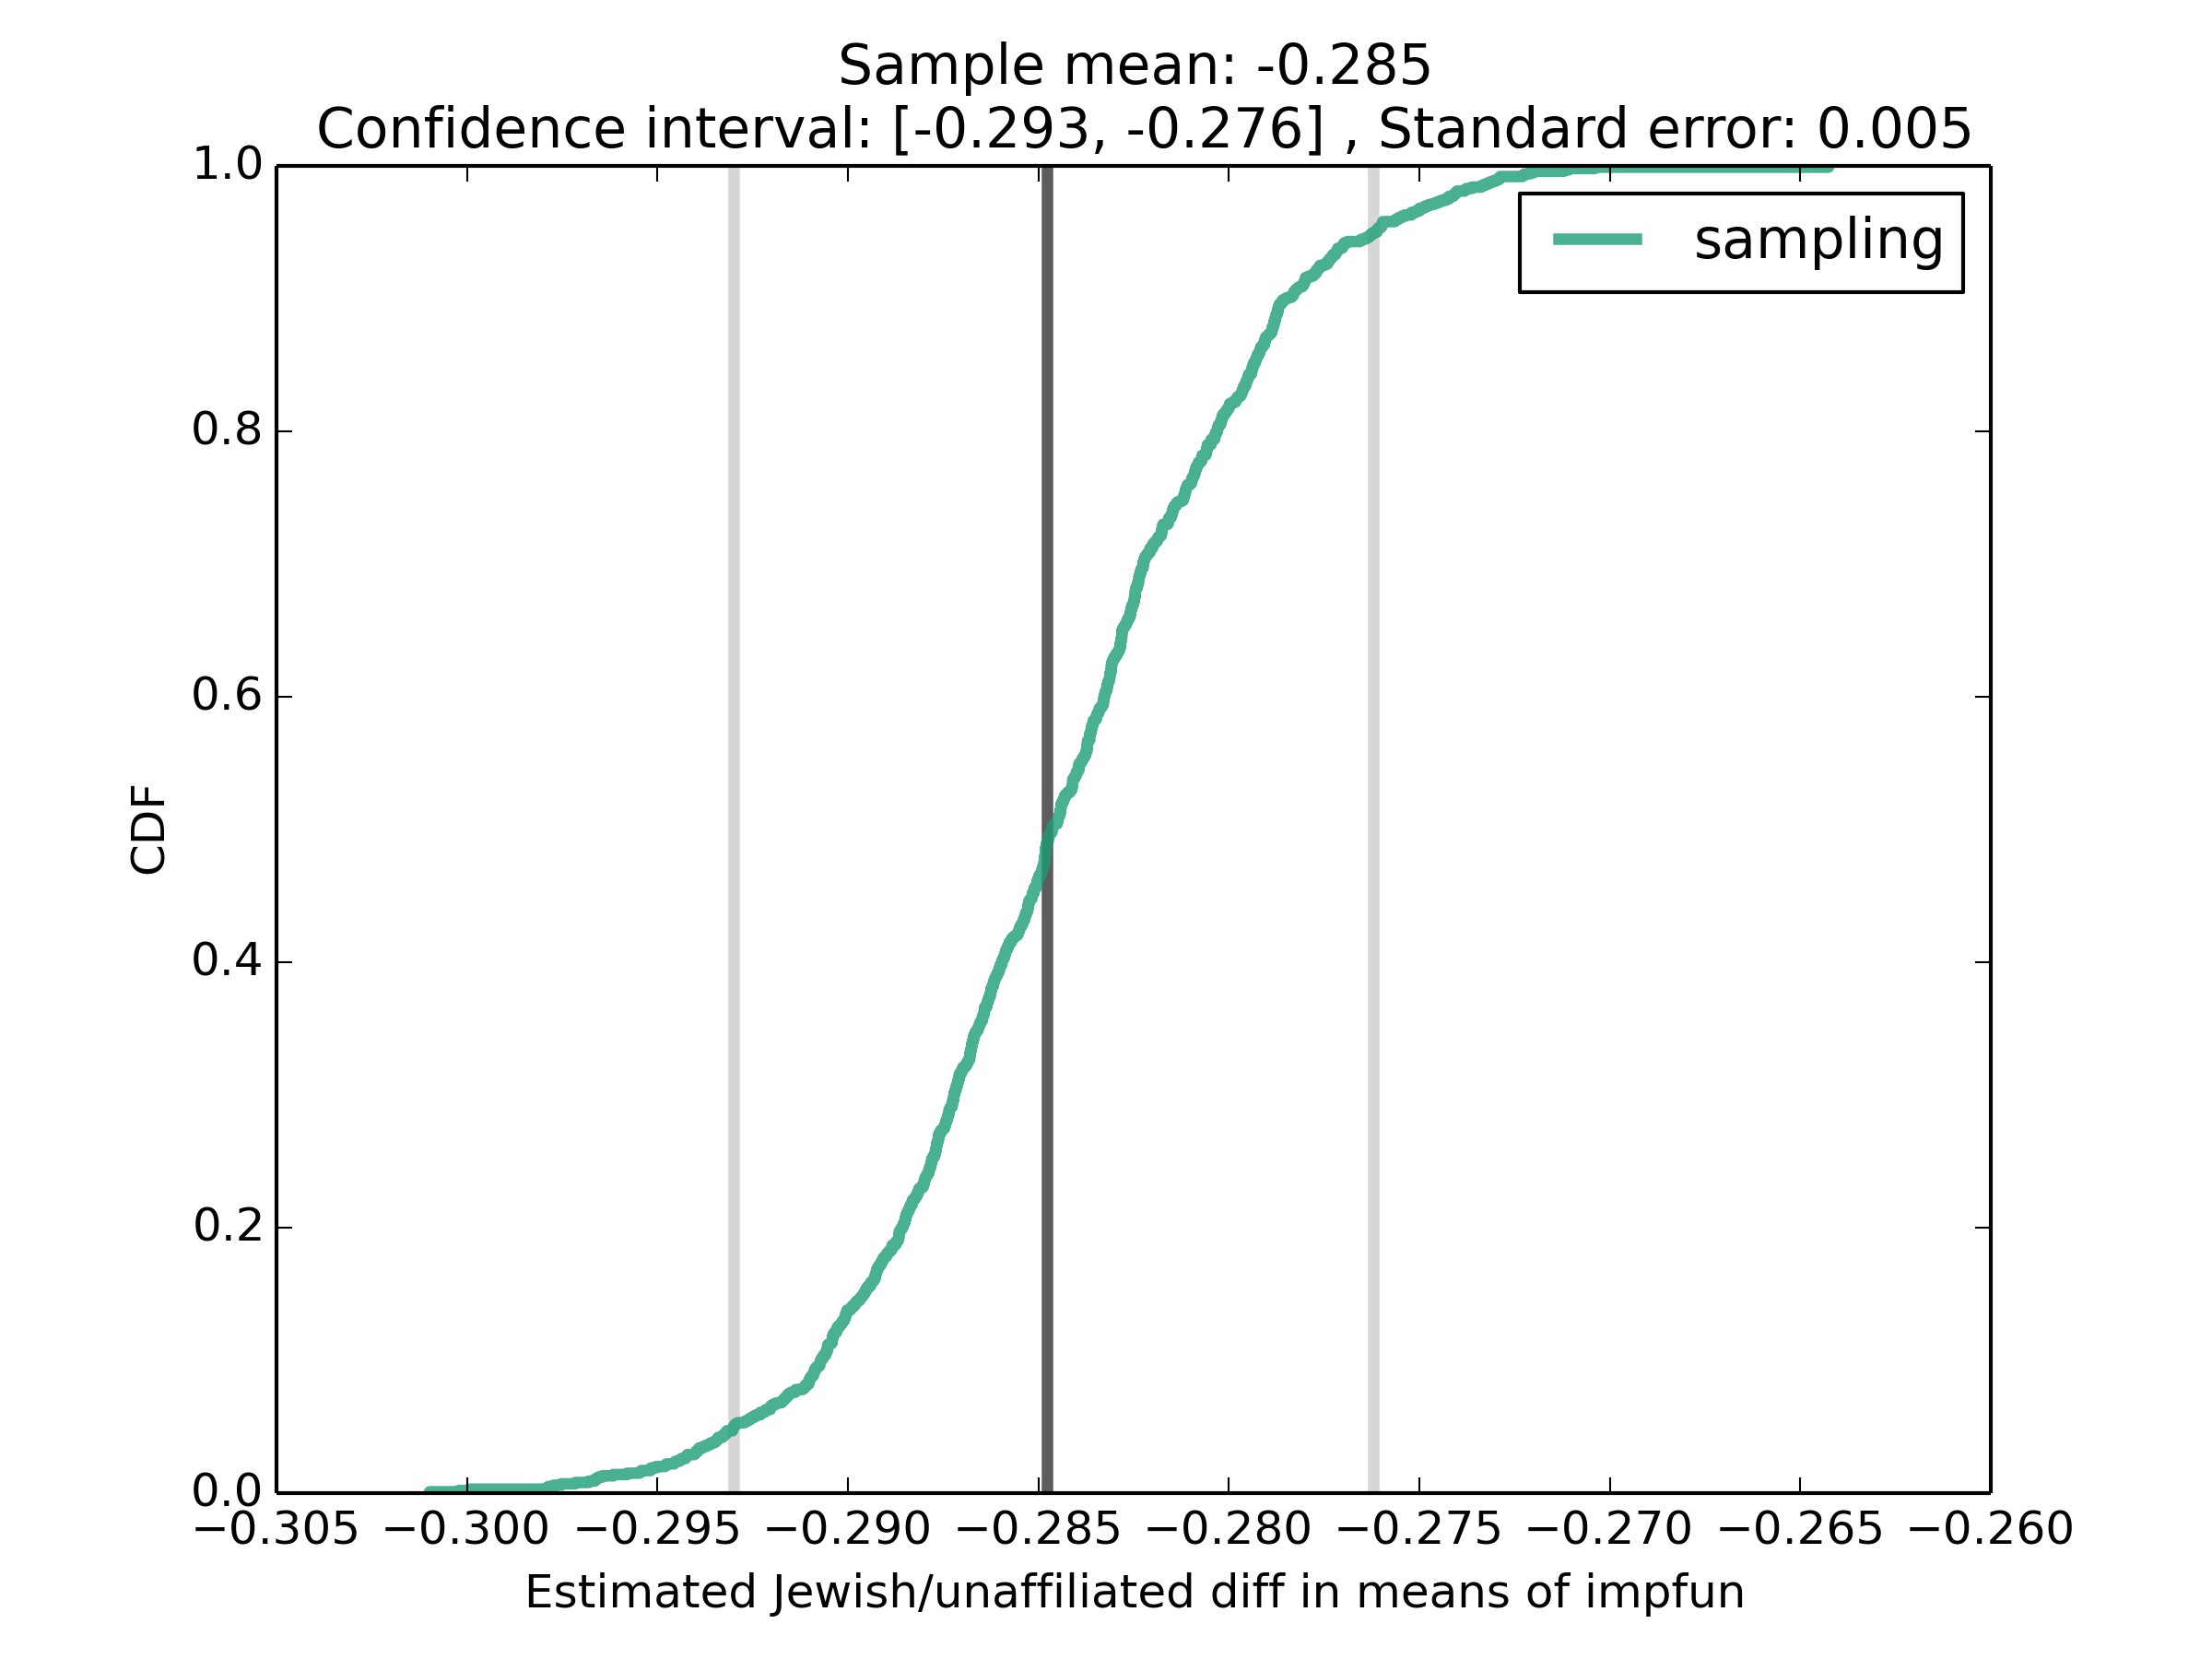 Sample mean: -0.285
Confidence interval: [-0.293, -0.276] , Standard error: 0.005
1.0
sampling
0.8
0.6
CDF
0.4
0.2
0.0
−0.305 −0.300 −0.295 −0.290 −0.285 −0.280 −0.275 −0.270 −0.265 −0.260
Estimated Jewish/unaffiliated diff in means of impfun